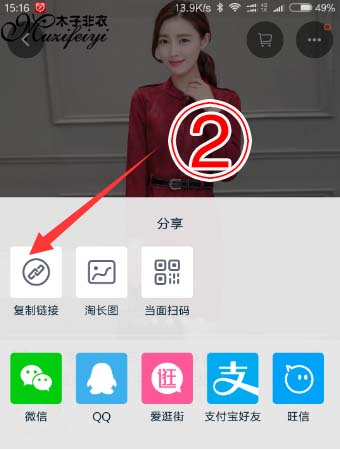 15:16 13.9K/s 49%
木子非衣
Muzifeiyi
2
分享
复制链接 淘长图 当面扫码
逛
支
微信 QQ 爱逛街 支付宝好友 旺信